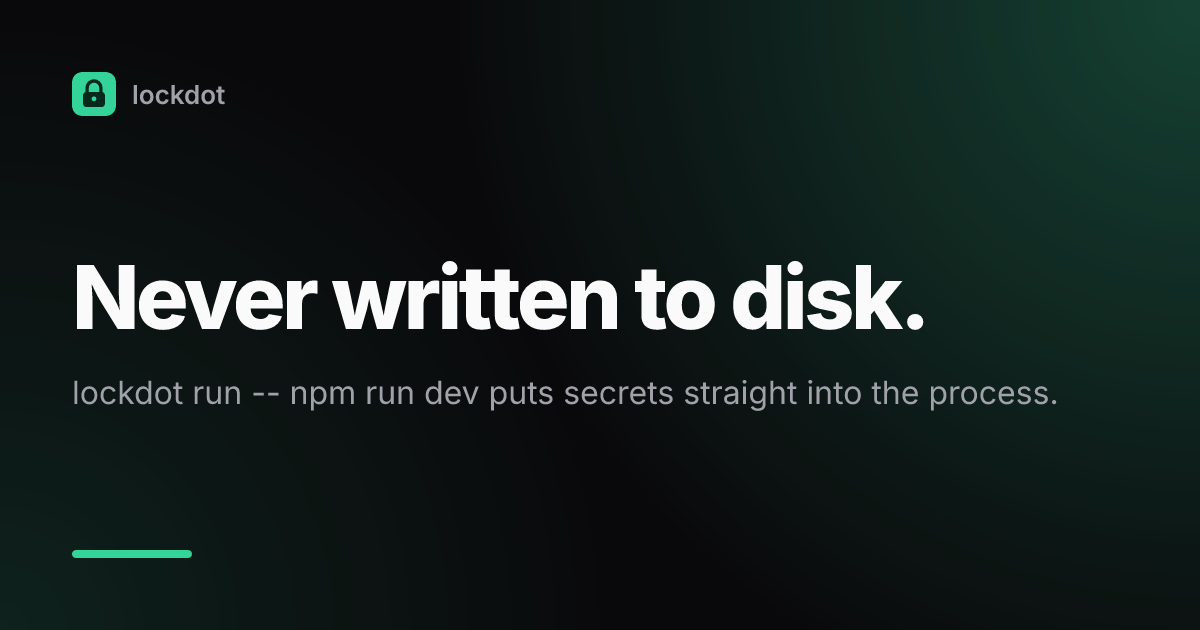 lockdot
Never written to disk.
lockdot run -- npm run dev puts secrets straight into the process.